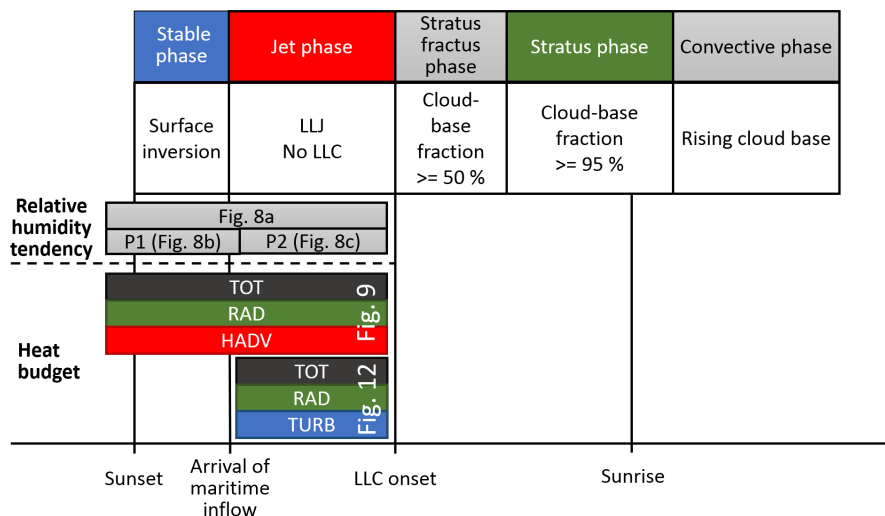 Stable
phase
Jet phase
Stratus
fractus
phase
Stratus phase
Convective phase
Surface
inversion
LLJ
No LLC
Cloud-
base
fraction
>= 50 %
Cloud-base
fraction
>= 95 %
Rising cloud base
Relative
humidity
tendency
Fig. 8a
P1 (Fig. 8b)
P2 (Fig. 8c)
Heat
budget
TOT
RAD
HADV
Fig. 9
TOT
RAD
TURB
Fig. 12
Sunset
Arrival of
maritime
inflow
LLC onset
Sunrise